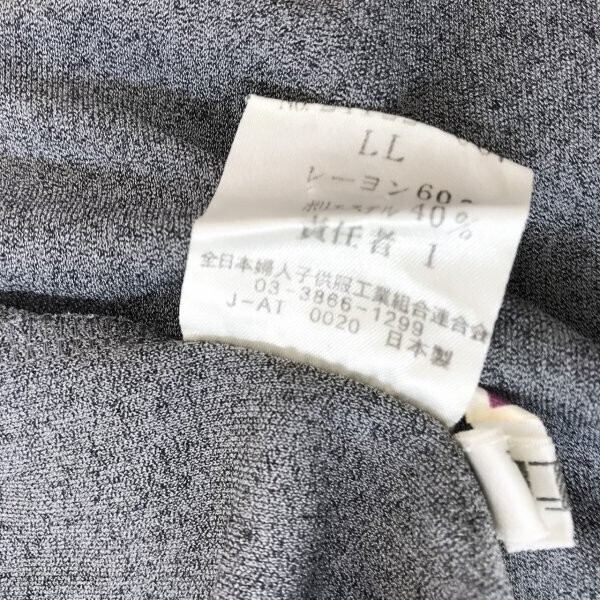 No.
LL
レーヨン 60
ポリエステル 40%
責任者 1
全日本婦人子供服工業組合連合会
03-3866-1299
J-AT 0020 日本製